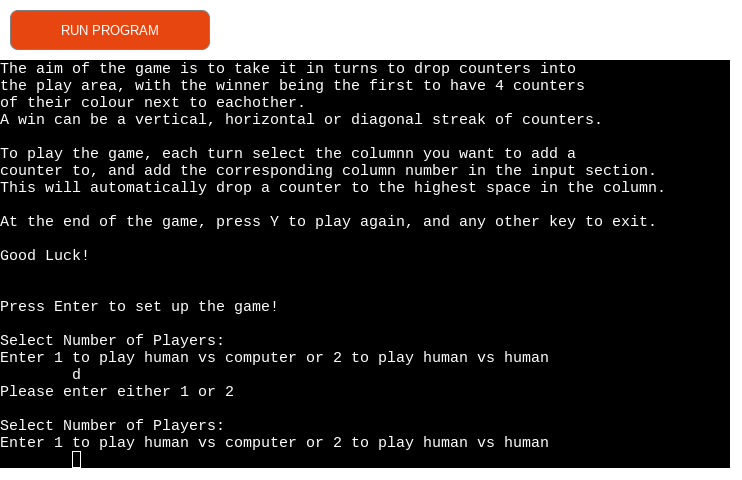 RUN PROGRAM
The aim of the game is to take it in turns to drop counters into
the play area, with the winner being the first to have 4 counters
of their colour next to eachother.
A win can be a vertical, horizontal or diagonal streak of counters.
To play the game, each turn select the columnn you want to add a
counter to, and add the corresponding column number in the input section.
This will automatically drop a counter to the highest space in the column.
At the end of the game, press Y to play again, and any other key to exit.
Good Luck!
Press Enter to set up the game!
Select Number of Players:
Enter 1 to play human vs computer or 2 to play human vs human
d
Please enter either 1 or 2
Select Number of Players:
Enter 1 to play human vs computer or 2 to play human vs human